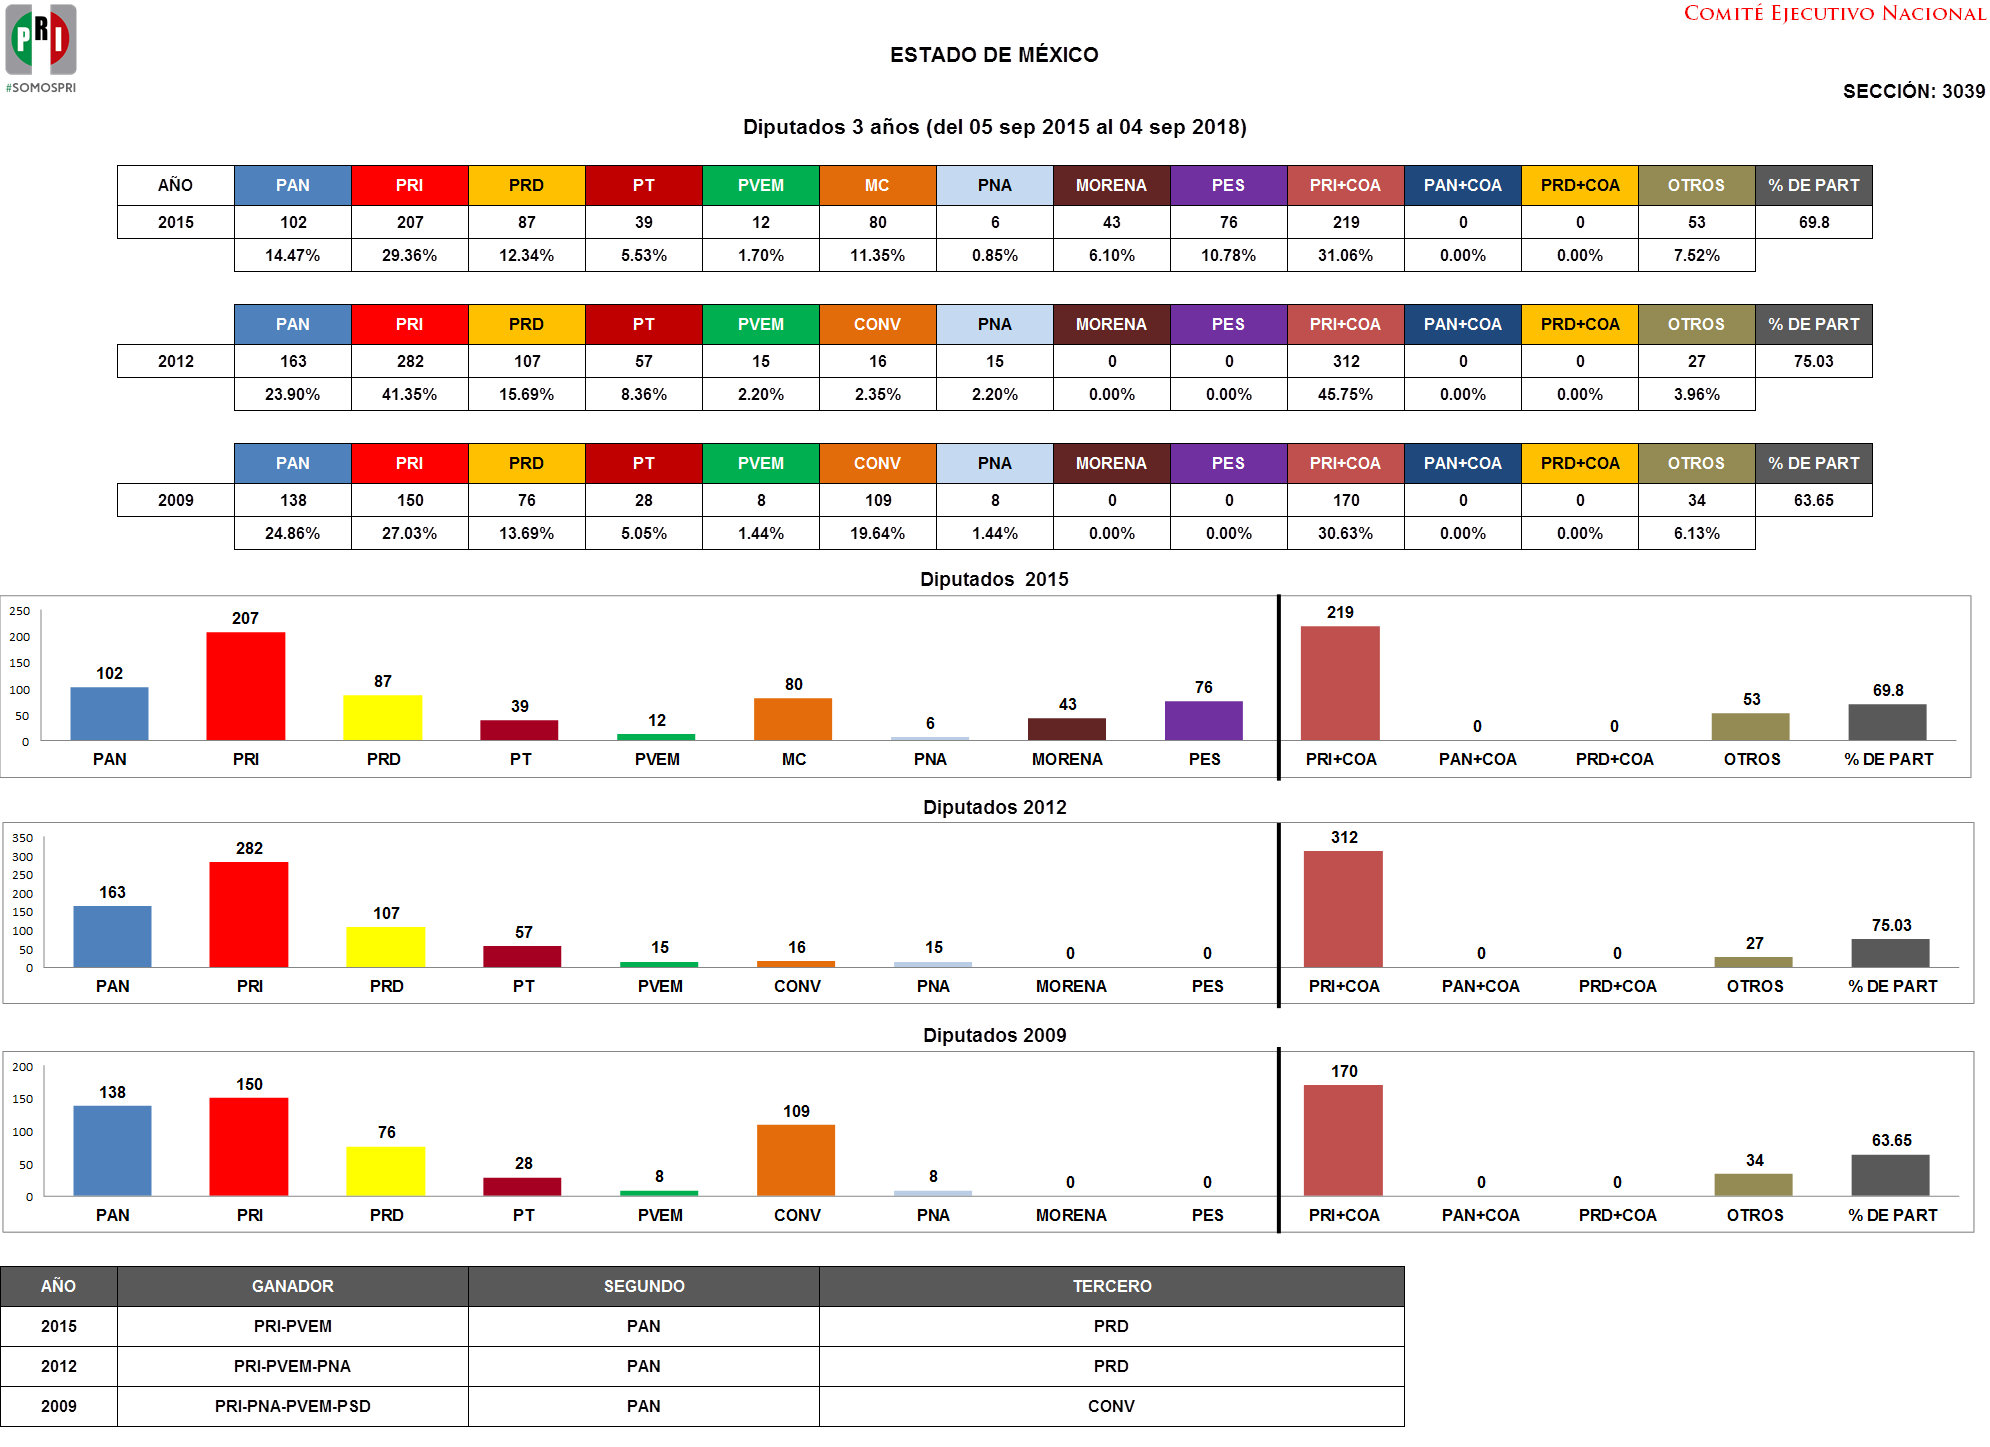 PRI
#SOMOSPRI
COMITÉ EJECUTIVO NACIONAL
ESTADO DE MÉXICO
SECCIÓN: 3039
Diputados 3 años (del 05 sep 2015 al 04 sep 2018)
AÑO PAN PRI PRD PT PVEM MC PNA MORENA PES PRI+COA PAN+COA PRD+COA OTROS % DE PART
2015 102 207 87 39 12 80 6 43 76 219 0 0 53 69.8
14.47% 29.36% 12.34% 5.53% 1.70% 11.35% 0.85% 6.10% 10.78% 31.06% 0.00% 0.00% 7.52%
PAN PRI PRD PT PVEM CONV PNA MORENA PES PRI+COA PAN+COA PRD+COA OTROS % DE PART
2012 163 282 107 57 15 16 15 0 0 312 0 0 27 75.03
23.90% 41.35% 15.69% 8.36% 2.20% 2.35% 2.20% 0.00% 0.00% 45.75% 0.00% 0.00% 3.96%
PAN PRI PRD PT PVEM CONV PNA MORENA PES PRI+COA PAN+COA PRD+COA OTROS % DE PART
2009 138 150 76 28 8 109 8 0 0 170 0 0 34 63.65
24.86% 27.03% 13.69% 5.05% 1.44% 19.64% 1.44% 0.00% 0.00% 30.63% 0.00% 0.00% 6.13%
Diputados 2015
250
200
150
100
50
0
102 207 87 39 12 80 6 43 76 219 0 0 53 69.8
PAN PRI PRD PT PVEM MC PNA MORENA PES PRI+COA PAN+COA PRD+COA OTROS % DE PART
Diputados 2012
350
300
250
200
150
100
50
0
163 282 107 57 15 16 15 0 0 312 0 0 27 75.03
PAN PRI PRD PT PVEM CONV PNA MORENA PES PRI+COA PAN+COA PRD+COA OTROS % DE PART
Diputados 2009
200
150
100
50
0
138 150 76 28 8 109 8 0 0 170 0 0 34 63.65
PAN PRI PRD PT PVEM CONV PNA MORENA PES PRI+COA PAN+COA PRD+COA OTROS % DE PART
AÑO GANADOR SEGUNDO TERCERO
2015 PRI-PVEM PAN PRD
2012 PRI-PVEM-PNA PAN PRD
2009 PRI-PNA-PVEM-PSD PAN CONV